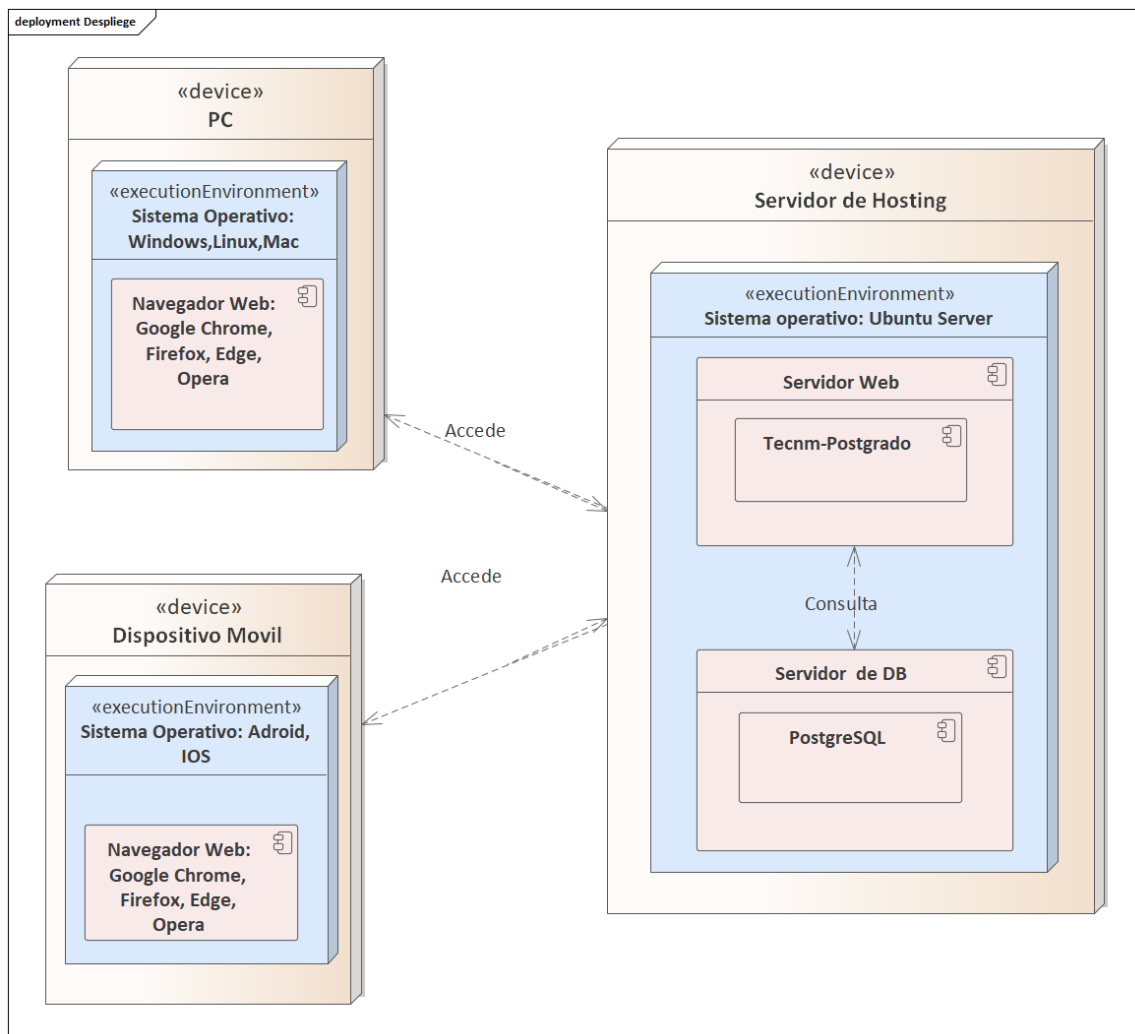 deployment Despliege
«device»
PC
«executionEnvironment»
Sistema Operativo:
Windows,Linux,Mac
Navegador Web:
Google Chrome,
Firefox, Edge,
Opera
Accede
«device»
Servidor de Hosting
«executionEnvironment»
Sistema operativo: Ubuntu Server
Servidor Web
Tecnm-Postgrado
Consulta
Servidor de DB
PostgreSQL
Accede
«device»
Dispositivo Movil
«executionEnvironment»
Sistema Operativo: Adroid,
IOS
Navegador Web:
Google Chrome,
Firefox, Edge,
Opera